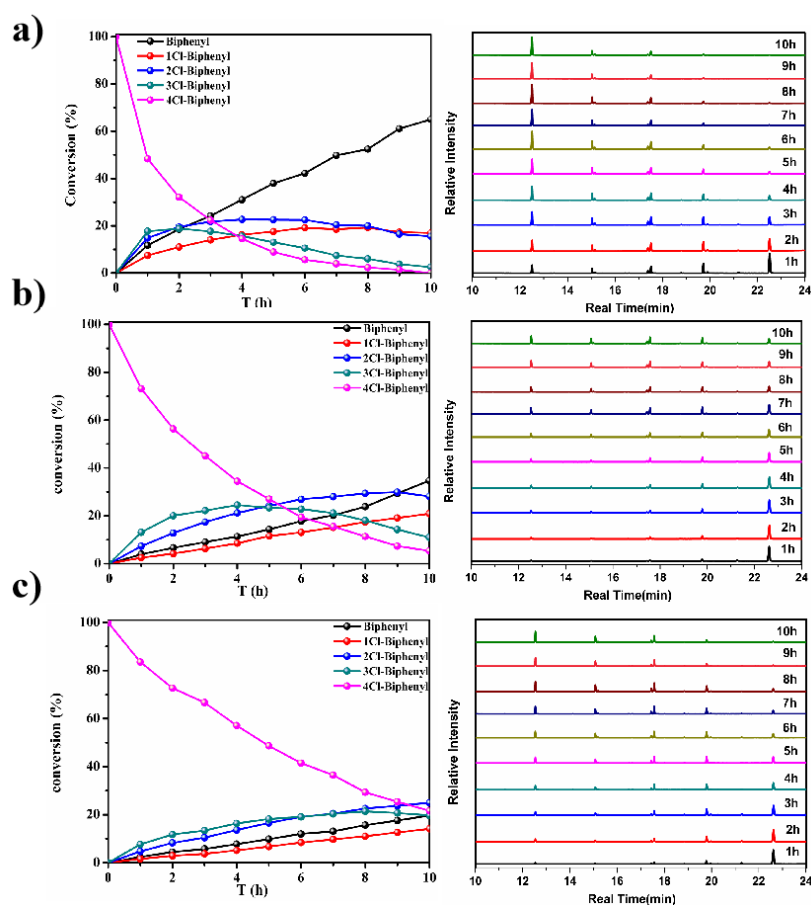 a)
Conversion (%)
100
80
60
40
20
0
Biphenyl
1Cl-Biphenyl
2Cl-Biphenyl
3Cl-Biphenyl
4Cl-Biphenyl
0 2 4 6 8 10
T (h)
Relative Intensity
10h
9h
8h
7h
6h
5h
4h
3h
2h
1h
10 12 14 16 18 20 22 24
Real Time(min)
b)
conversion (%)
100
80
60
40
20
0
Biphenyl
1Cl-Biphenyl
2Cl-Biphenyl
3Cl-Biphenyl
4Cl-Biphenyl
0 2 4 6 8 10
T (h)
Relative Intensity
10h
9h
8h
7h
6h
5h
4h
3h
2h
1h
10 12 14 16 18 20 22 24
Real Time(min)
c)
conversion (%)
100
80
60
40
20
0
Biphenyl
1Cl-Biphenyl
2Cl-Biphenyl
3Cl-Biphenyl
4Cl-Biphenyl
0 2 4 6 8 10
T (h)
Relative Intensity
10h
9h
8h
7h
6h
5h
4h
3h
2h
1h
10 12 14 16 18 20 22 24
Real Time(min)